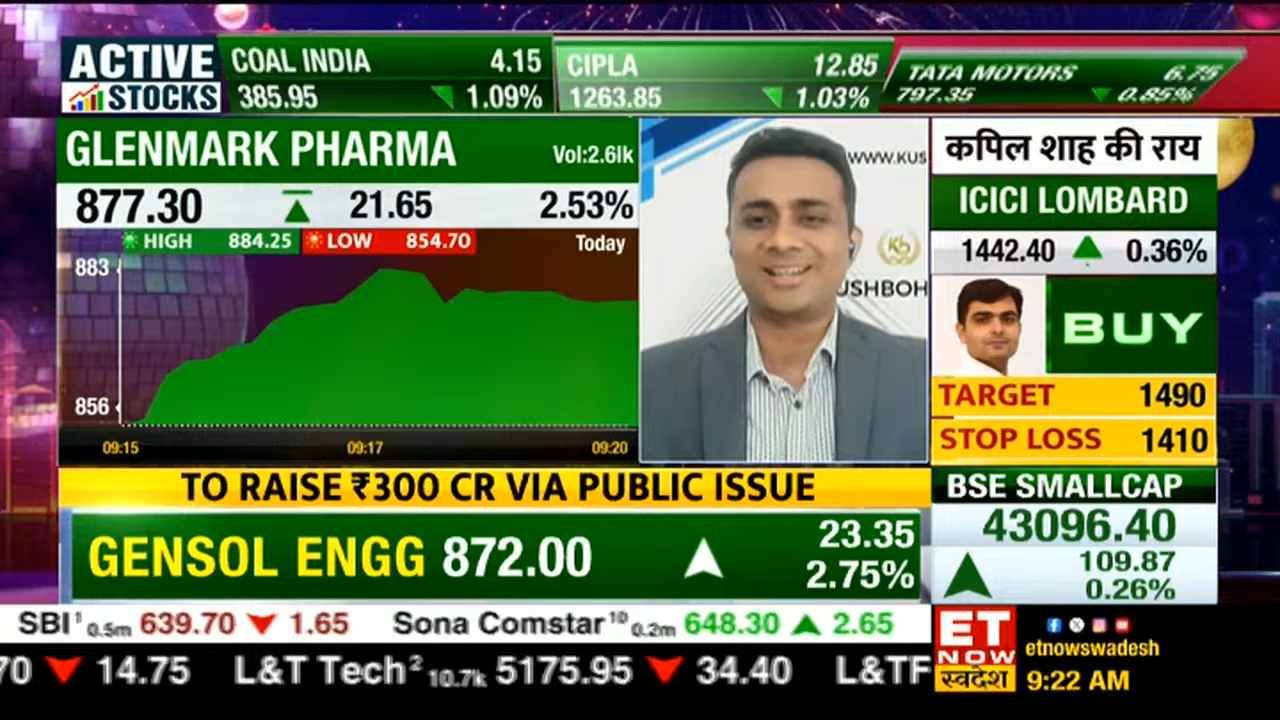 ACTIVE
STOCKS
COAL INDIA 4.15
385.95 1.09%
CIPLA 12.85
1263.85 1.03%
TATA MOTORS 6.75
797.35 0.85%
GLENMARK PHARMA Vol:2.6lk
877.30 21.65 2.53%
HIGH 884.25 LOW 854.70 Today
883
856
09:15 09:17 09:20
WWW.KUS
Kb
USHBOH
कपिल शाह की राय
ICICI LOMBARD
1442.40 0.36%
BUY
TARGET 1490
STOP LOSS 1410
TO RAISE ₹300 CR VIA PUBLIC ISSUE
GENSOL ENGG 872.00 23.35
2.75%
BSE SMALLCAP
43096.40
109.87
0.26%
SBI 1 0.5m 639.70 1.65 Sona Comstar 10 0.2m 648.30 2.65
70 14.75 L&T Tech 2 10.7k 5175.95 34.40 L&TF
ET
NOW
स्वदेश
etnowswadesh
9:22 AM